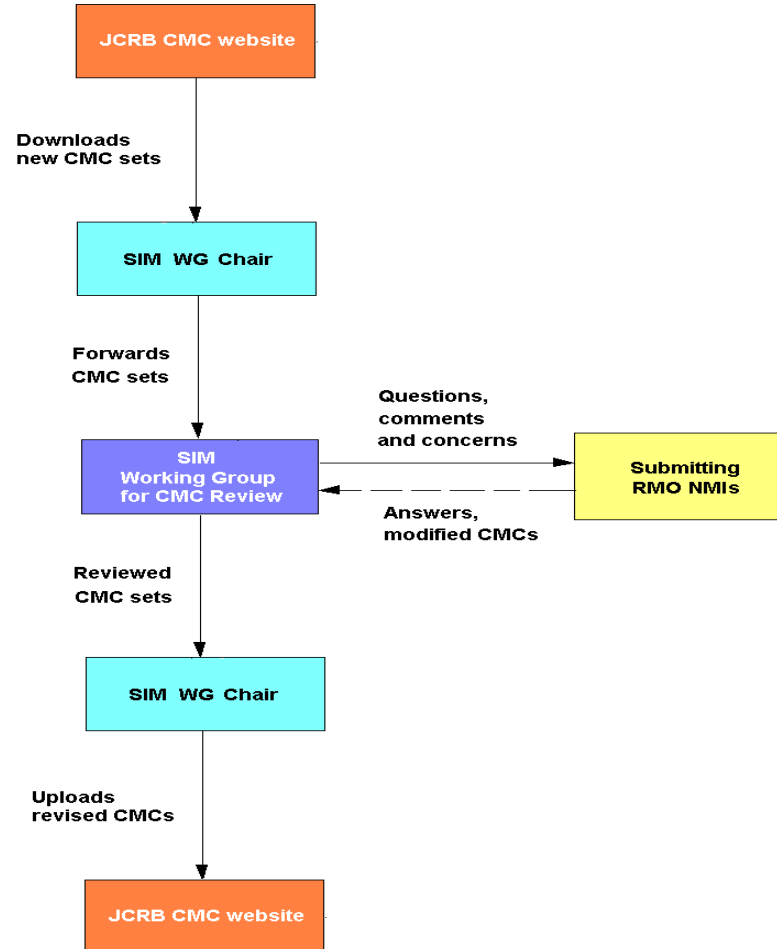 JCRB CMC website
Downloads
new CMC sets
SIM WG Chair
Forwards
CMC sets
Questions,
comments
and concerns
SIM
Working Group
for CMC Review
Submitting
RMO NMIs
Answers,
modified CMCs
Reviewed
CMC sets
SIM WG Chair
Uploads
revised CMCs
JCRB CMC website